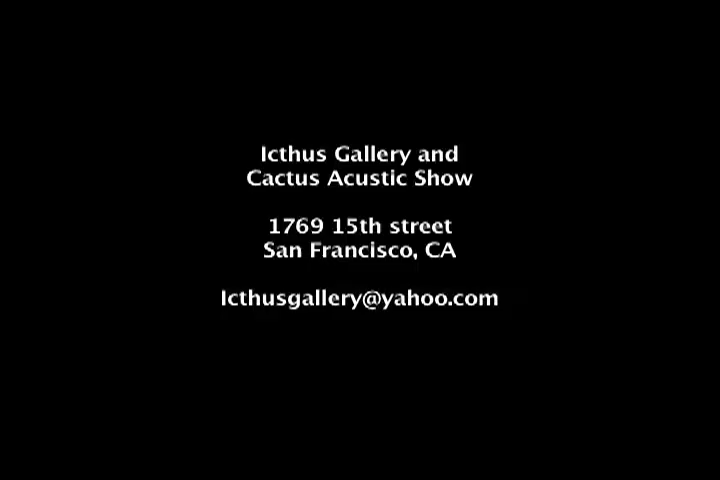 Icthus Gallery and
Cactus Acustic Show
1769 15th street
San Francisco, CA
Icthusgallery@yahoo.com